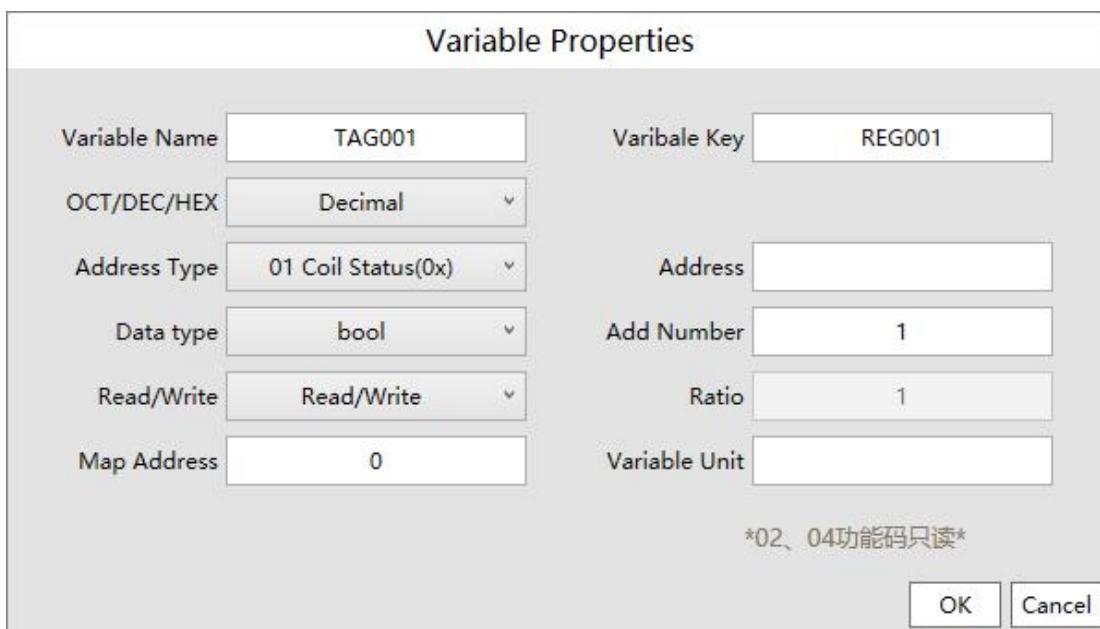 Variable Properties
Variable Name TAG001 Varibale Key REG001
OCT/DEC/HEX Decimal
Address Type 01 Coil Status(0x) Address
Data type bool Add Number 1
Read/Write Read/Write Ratio 1
Map Address 0 Variable Unit
*02、04功能码只读*
OK Cancel